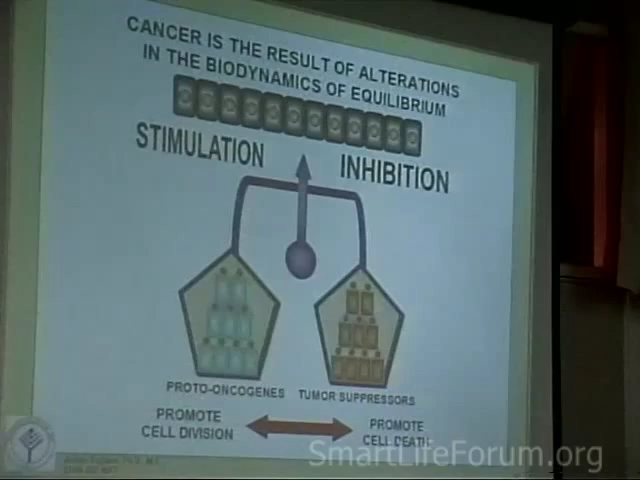 CANCER IS THE RESULT OF ALTERATIONS
IN THE BIODYNAMICS OF EQUILIBRIUM
STIMULATION
INHIBITION
PROTO-ONCOGENES
TUMOR SUPPRESSORS
PROMOTE
CELL DIVISION
PROMOTE
CELL DEATH
SmartLifeForum.org